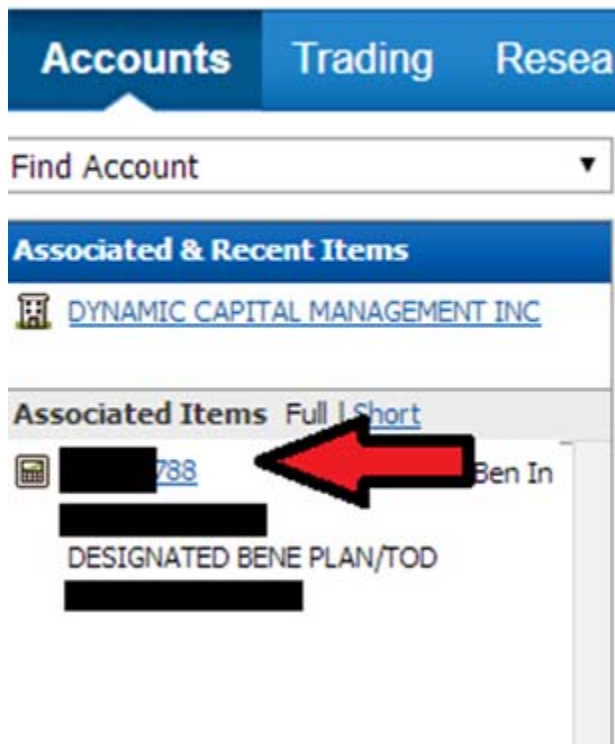 Accounts Trading Resea
Find Account
Associated & Recent Items
DYNAMIC CAPITAL MANAGEMENT INC
Associated Items Full | Short
788 Ben In
DESIGNATED BENE PLAN/TOD